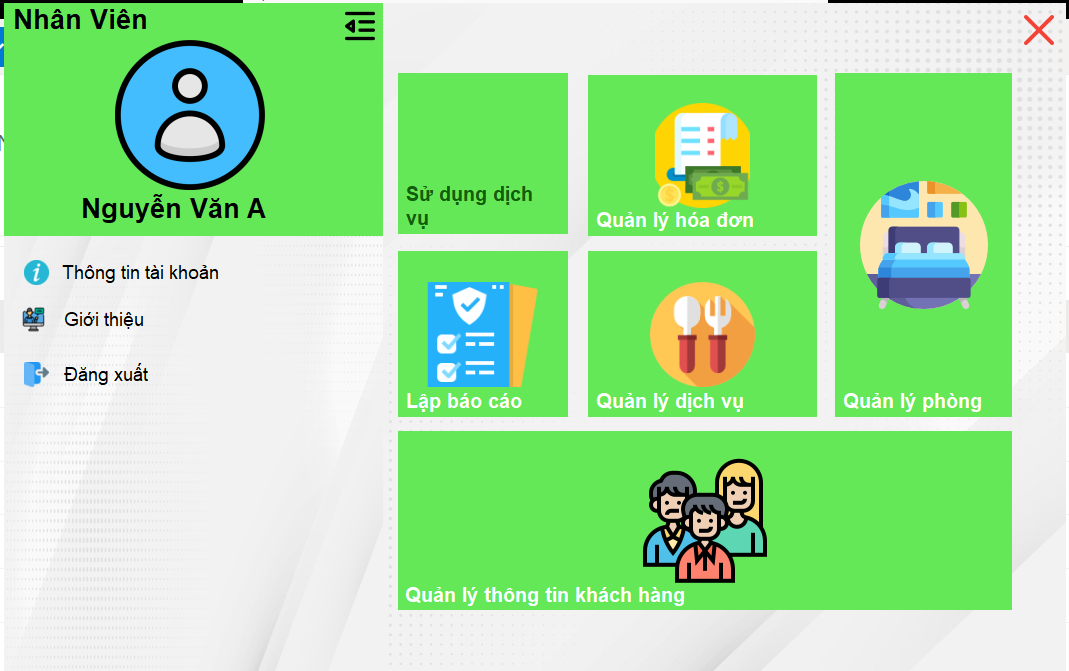 Nhân Viên
Nguyễn Văn A
Thông tin tài khoản
Giới thiệu
Đăng xuất
Sử dụng dịch
vụ
Quản lý hóa đơn
Lập báo cáo
Quản lý dịch vụ
Quản lý phòng
Quản lý thông tin khách hàng